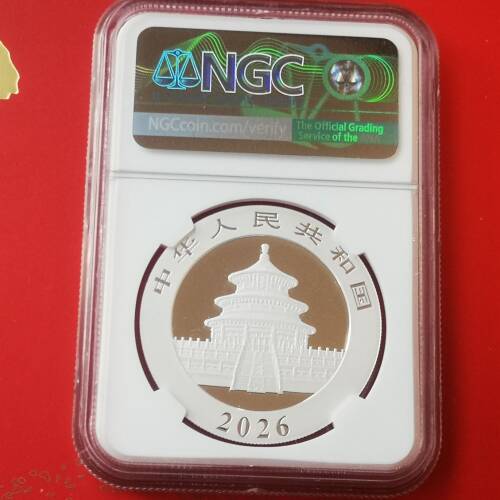 NGC
NGCcoin.com/verify
The Official Grading
Service of the
中华人民共和国
2026